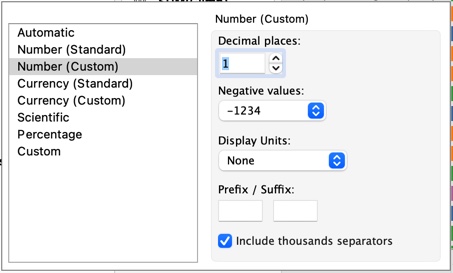 Automatic
Number (Standard)
Number (Custom)
Currency (Standard)
Currency (Custom)
Scientific
Percentage
Custom
Number (Custom)
Decimal places:
1
Negative values:
-1234
Display Units:
None
Prefix / Suffix:
Include thousands separators